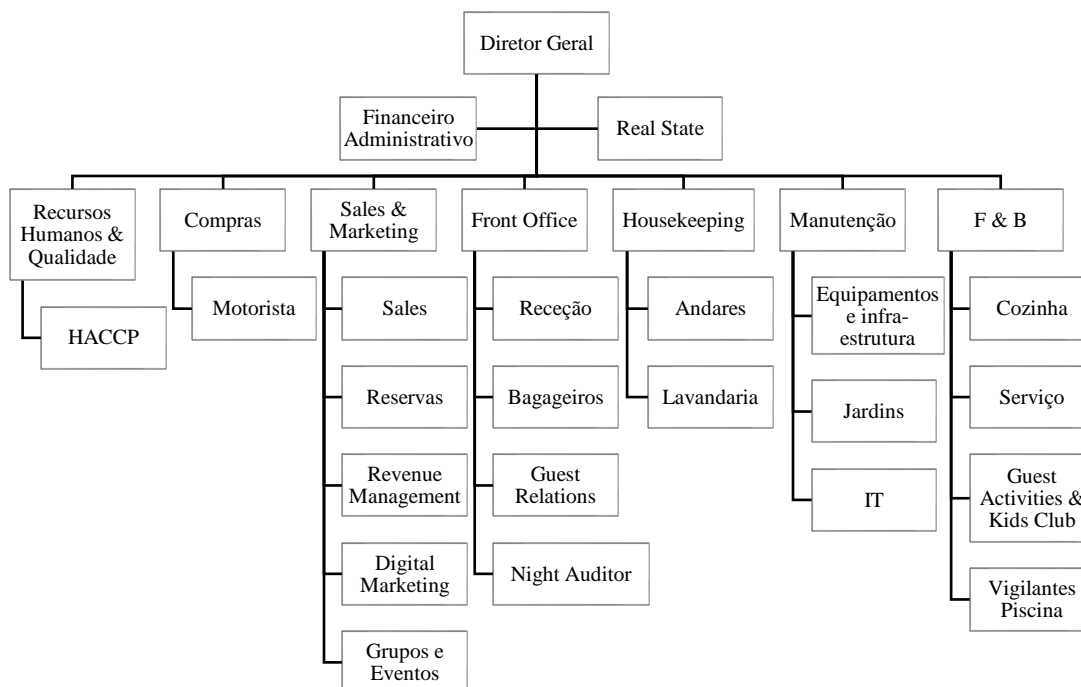 Diretor Geral
Financeiro
Administrativo
Real State
Recursos
Humanos &
Qualidade
HACCP
Compras
Motorista
Sales &
Marketing
Sales
Reservas
Revenue
Management
Digital
Marketing
Grupos e
Eventos
Front Office
Receção
Bagageiros
Guest
Relations
Night Auditor
Housekeeping
Andares
Lavandaria
Manutenção
Equipamentos
e infra-
estrutura
Jardins
IT
F & B
Cozinha
Serviço
Guest
Activities &
Kids Club
Vigilantes
Piscina